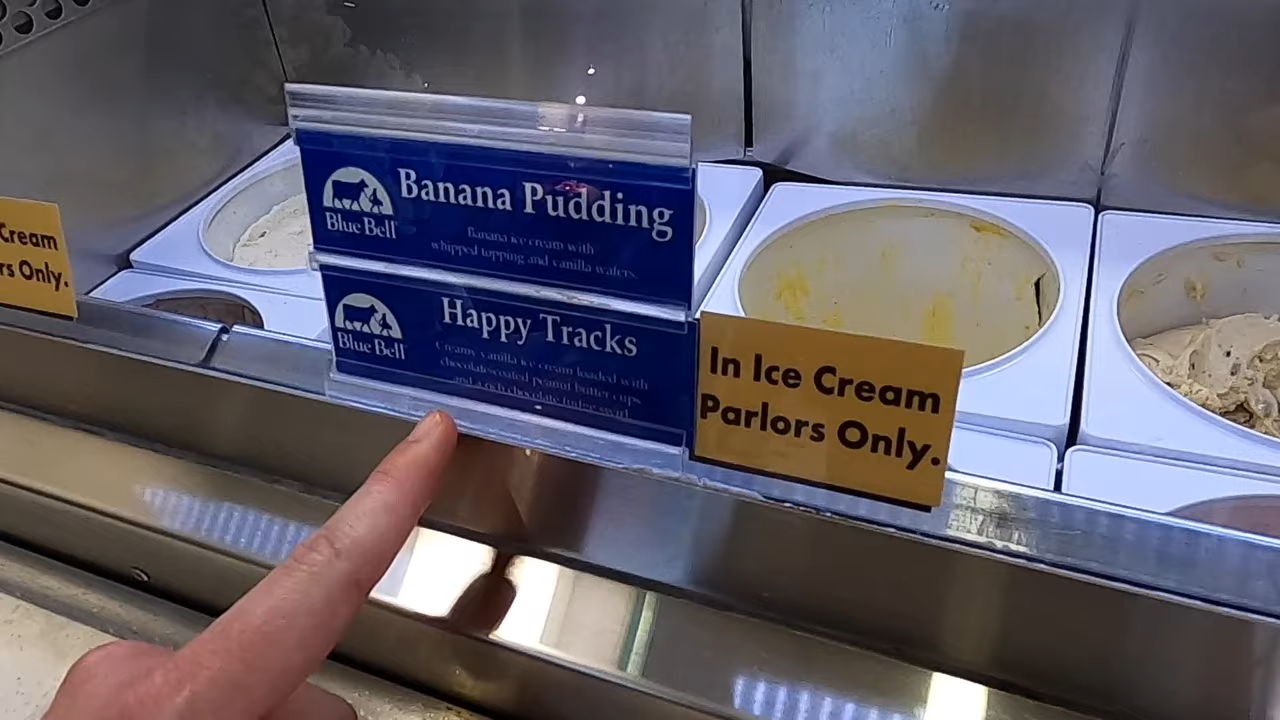 Cream
rs Only.
Blue Bell
Banana Pudding
Banana ice cream with
whipped topping and vanilla wafers.
Blue Bell
Happy Tracks
Creamy vanilla ice cream loaded with
chocolate-coated peanut butter cups
and a rich chocolate fudge swirl
In Ice Cream
Parlors Only.